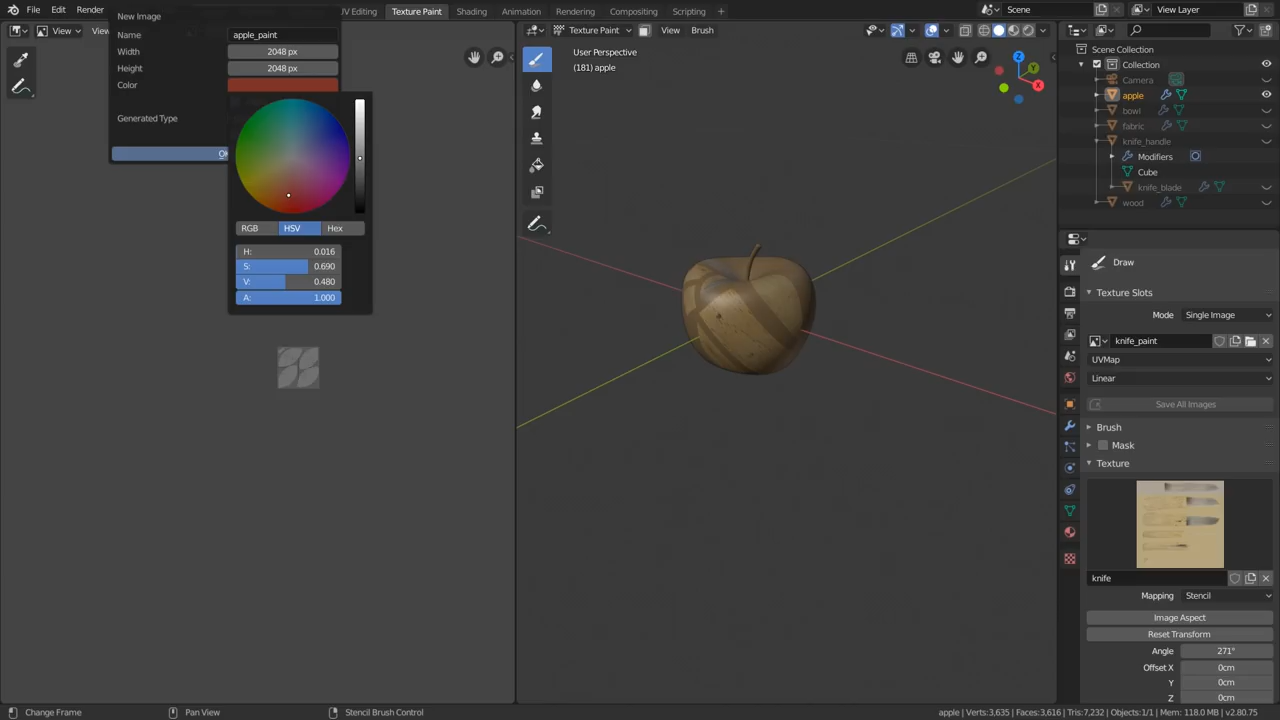 File Edit Render UV Editing Texture Paint Shading Animation Rendering Compositing Scripting + Scene View Layer
New Image
Name apple_paint
Width 2048 px
Height 2048 px
Color
Generated Type
RGB HSV Hex
H: 0.016
S: 0.690
V: 0.480
A: 1.000
View
Texture Paint View Brush
User Perspective
(181) apple
Z
Y
X
Scene Collection
Collection
Camera
apple
bowl
fabric
knife_handle
Modifiers
Cube
knife_blade
wood
Draw
Texture Slots
Mode Single Image
knife_paint
UVMap
Linear
Save All Images
Brush
Mask
Texture
knife
Mapping Stencil
Image Aspect
Reset Transform
Angle 271°
Offset X 0cm
Y 0cm
Z 0cm
Change Frame Pan View Stencil Brush Control apple | Verts:3,635 | Faces:3,616 | Tris:7,232 | Objects:1/1 | Mem: 118.0 MB | v2.80.75